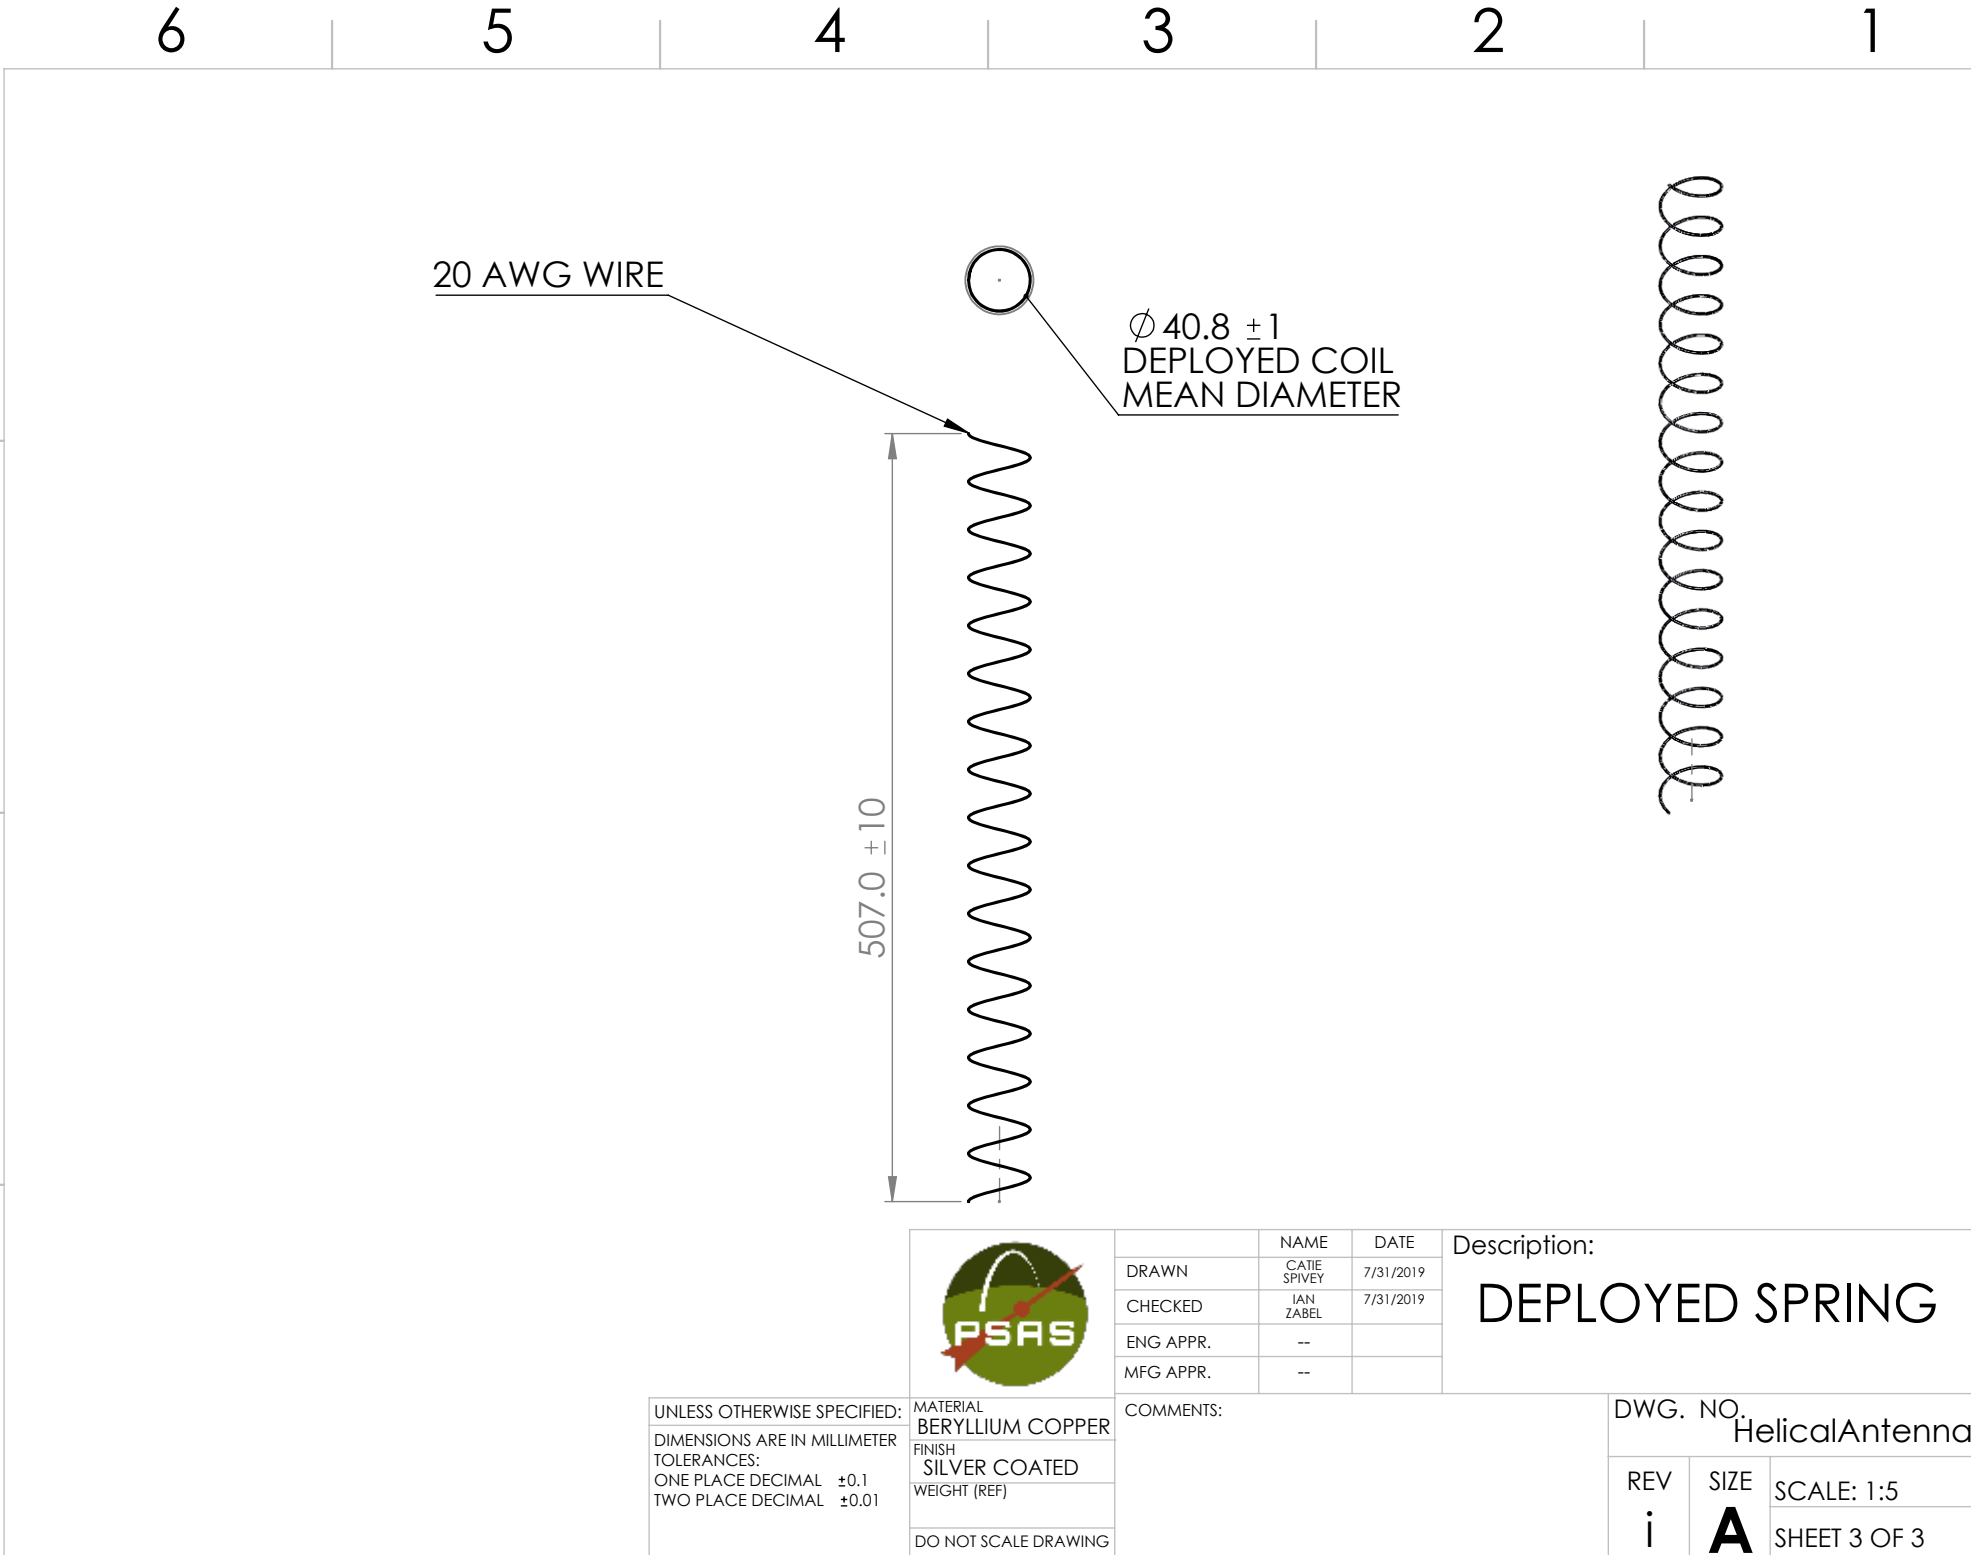 6 5 4 3 2 1
20 AWG WIRE
⌀ 40.8 ±1
DEPLOYED COIL
MEAN DIAMETER
507.0 ±10
PSAS
NAME DATE
DRAWN CATIE SPIVEY 7/31/2019
CHECKED IAN ZABEL 7/31/2019
ENG APPR. --
MFG APPR. --
Description:
DEPLOYED SPRING
UNLESS OTHERWISE SPECIFIED:
DIMENSIONS ARE IN MILLIMETER
TOLERANCES:
ONE PLACE DECIMAL ±0.1
TWO PLACE DECIMAL ±0.01
MATERIAL
BERYLLIUM COPPER
FINISH
SILVER COATED
WEIGHT (REF)
DO NOT SCALE DRAWING
COMMENTS:
DWG. NO.
HelicalAntenna
REV
i
SIZE
A
SCALE: 1:5
SHEET 3 OF 3